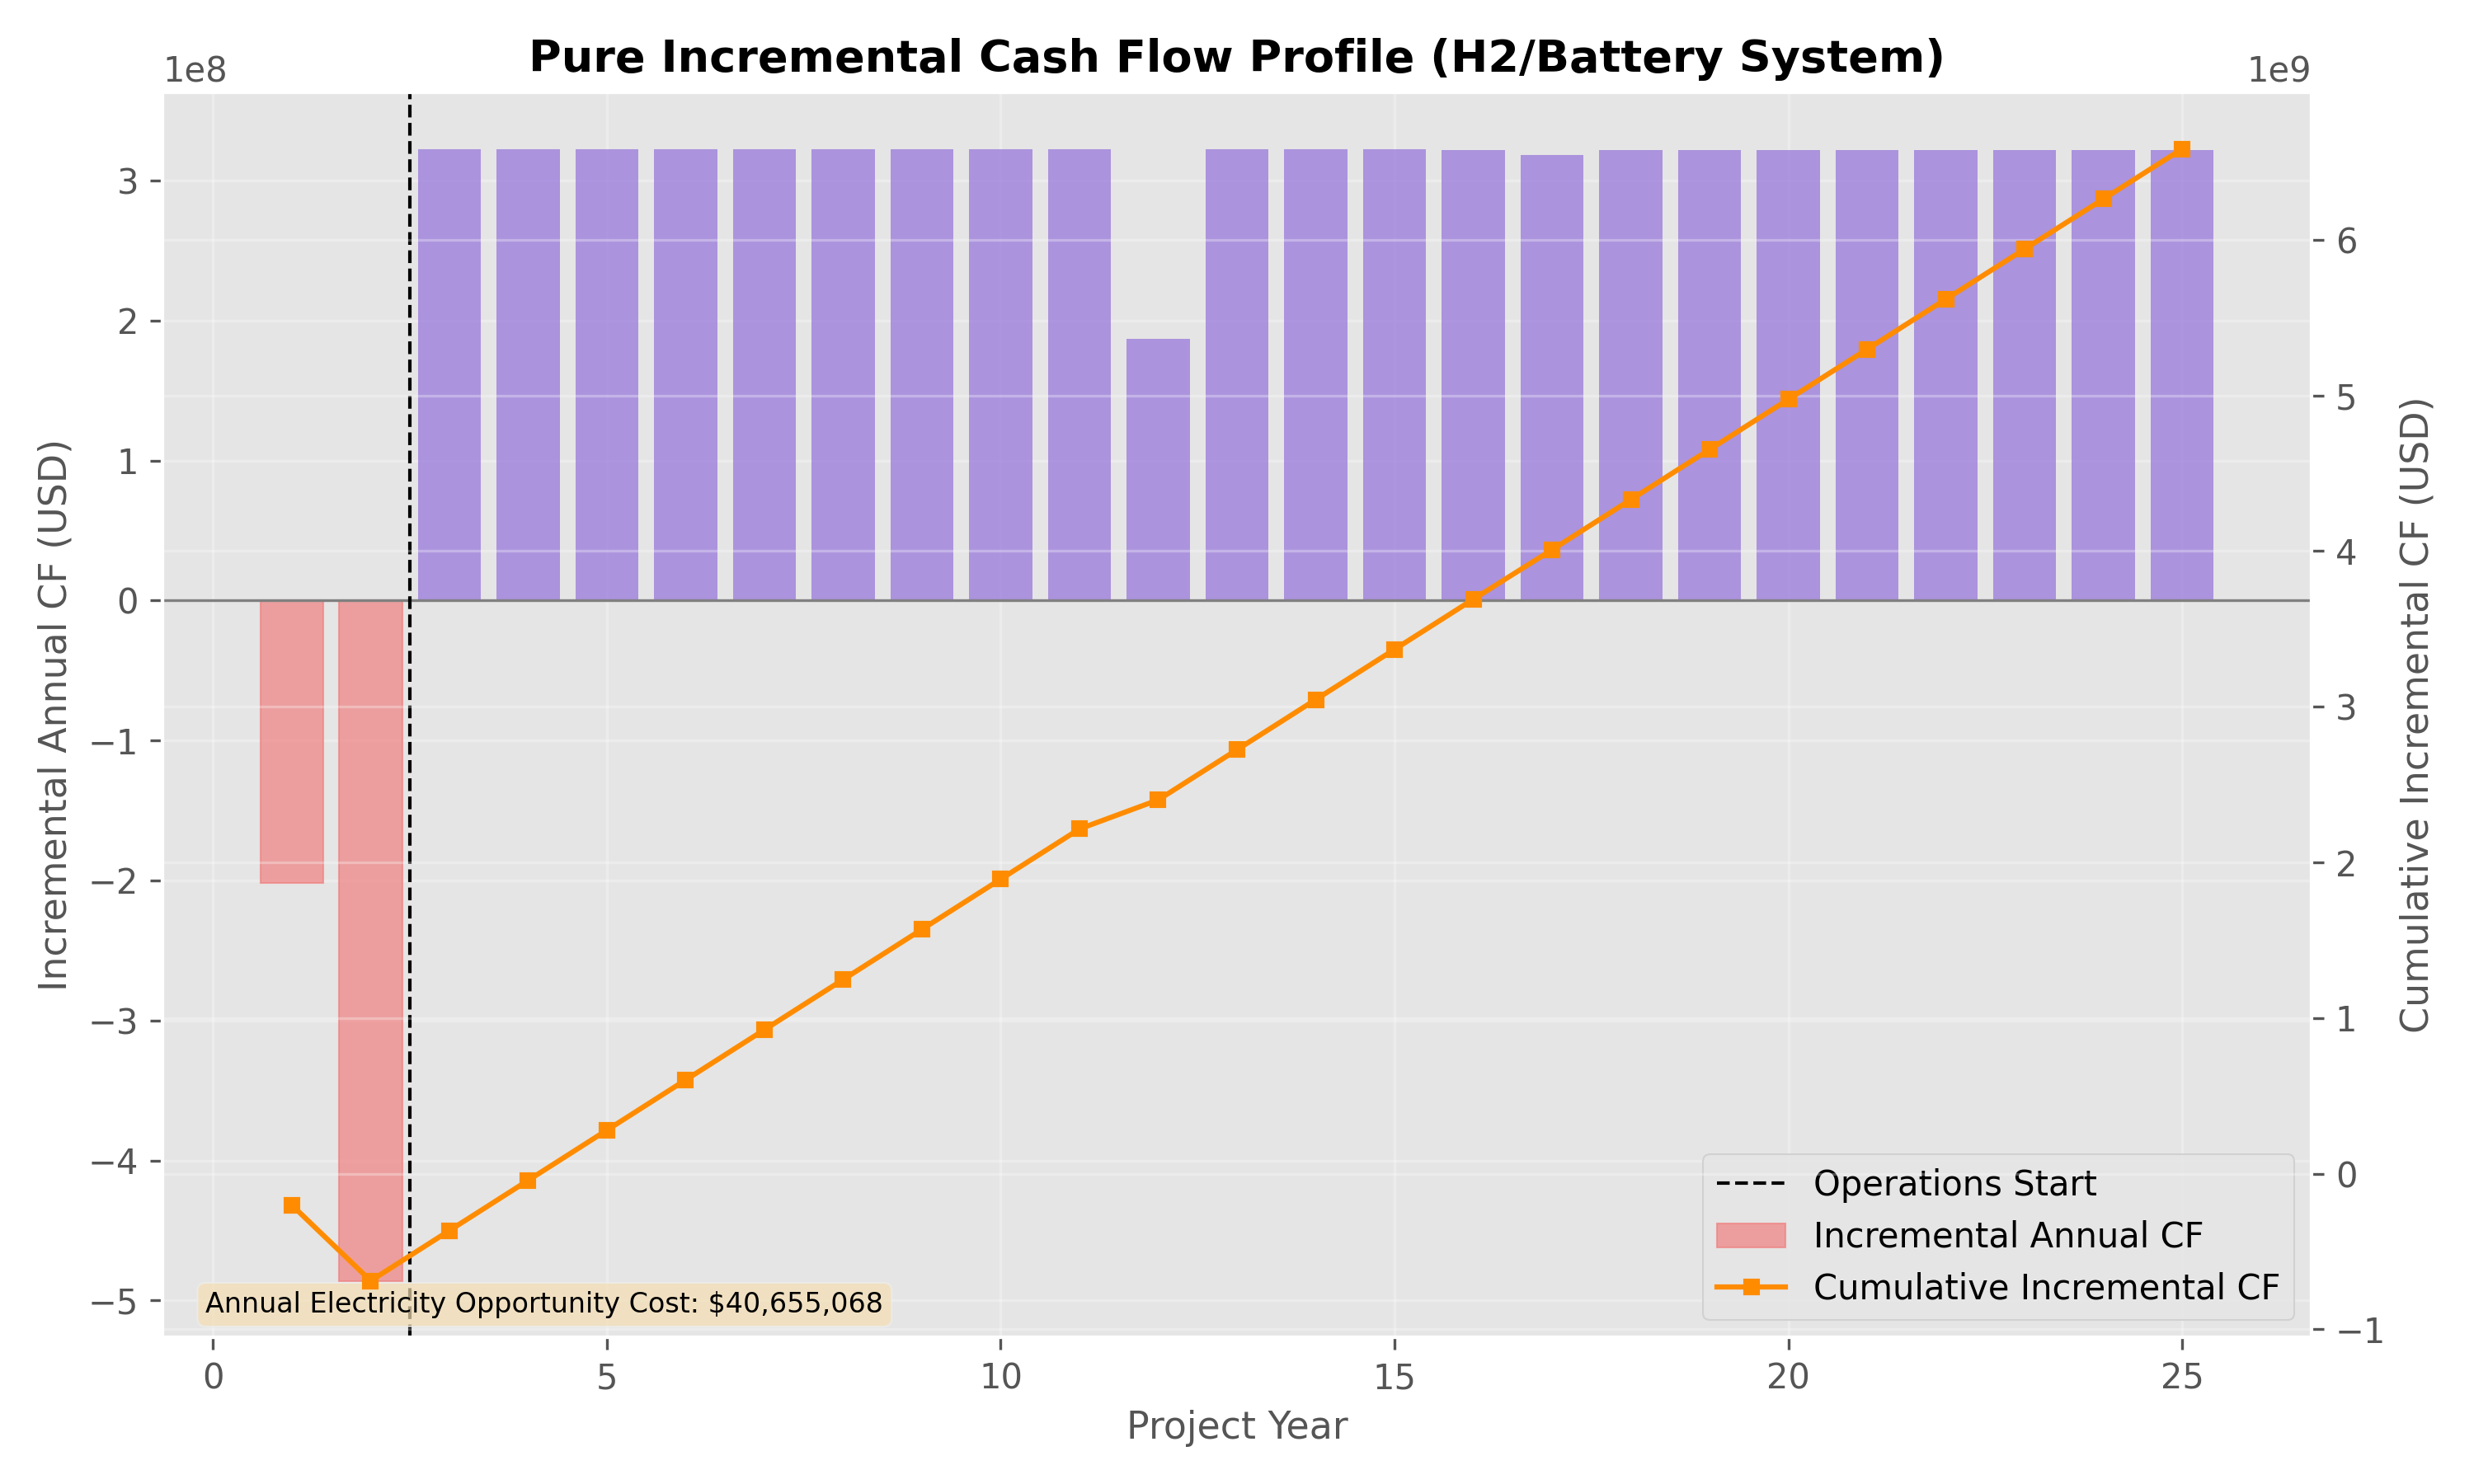 Pure Incremental Cash Flow Profile (H2/Battery System)
1e8
1e9
Incremental Annual CF (USD)
3
2
1
0
−1
−2
−3
−4
−5
Cumulative Incremental CF (USD)
6
5
4
3
2
1
0
−1
Operations Start
Incremental Annual CF
Cumulative Incremental CF
Annual Electricity Opportunity Cost: $40,655,068
0
5
10
15
20
25
Project Year